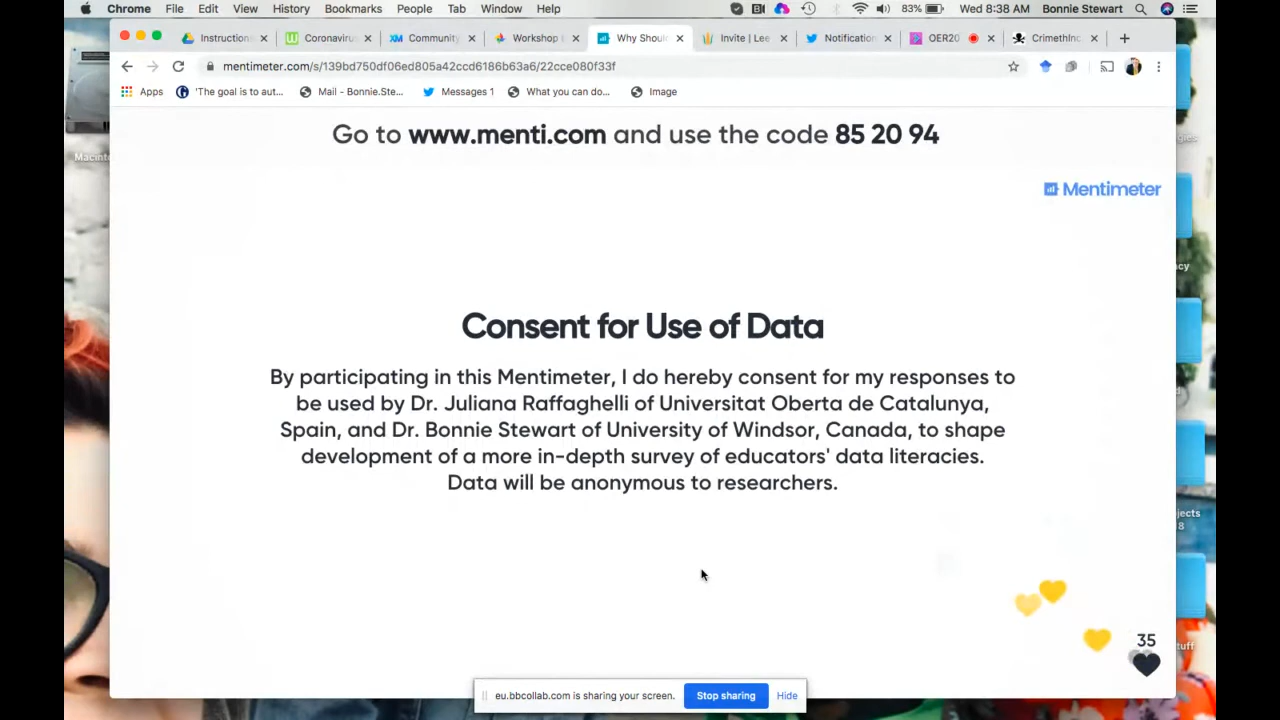 Chrome File Edit View History Bookmarks People Tab Window Help 83% Wed 8:38 AM Bonnie Stewart
Instruction Coronavirus Community Workshop Why Shoul Invite | Lee Notification OER20 CrimethInc.
mentimeter.com/s/139bd750df06ed805a42ccd6186b63a6/22cce080f33f
Apps 'The goal is to aut... Mail - Bonnie.Ste... Messages 1 What you can do... Image
Go to www.menti.com and use the code 85 20 94
Macint
Mentimeter
Consent for Use of Data
By participating in this Mentimeter, I do hereby consent for my responses to
be used by Dr. Juliana Raffaghelli of Universitat Oberta de Catalunya,
Spain, and Dr. Bonnie Stewart of University of Windsor, Canada, to shape
development of a more in-depth survey of educators' data literacies.
Data will be anonymous to researchers.
35
eu.bbcollab.com is sharing your screen. Stop sharing Hide